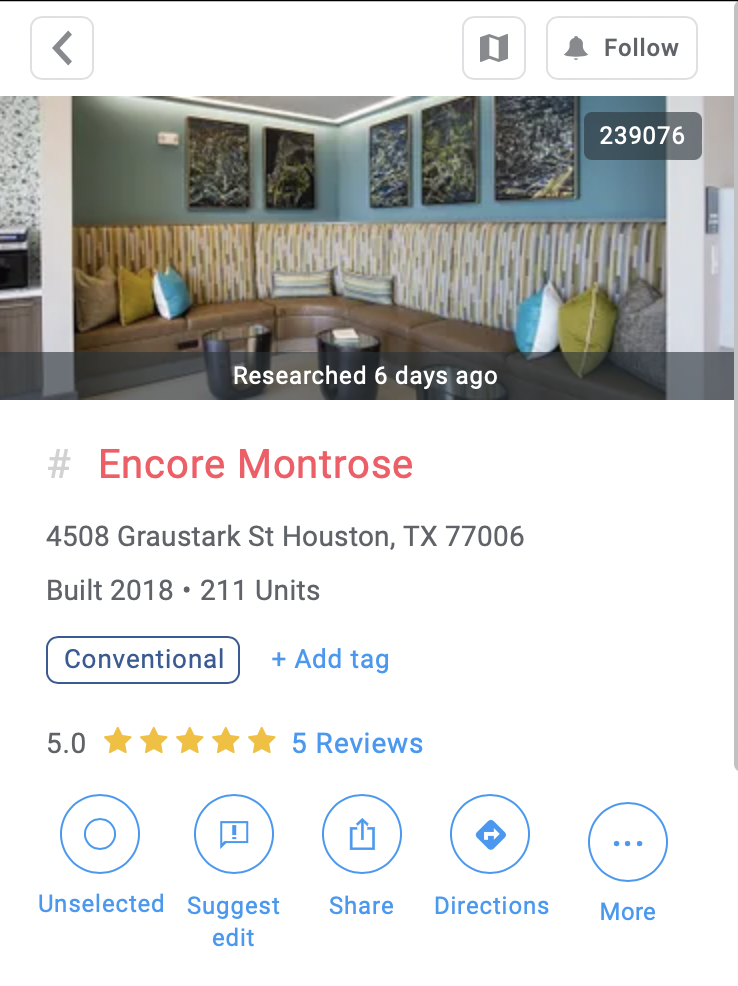 Follow
239076
Researched 6 days ago
# Encore Montrose
4508 Graustark St Houston, TX 77006
Built 2018 • 211 Units
Conventional + Add tag
5.0 5 Reviews
Unselected
Suggest
edit
Share
Directions
More